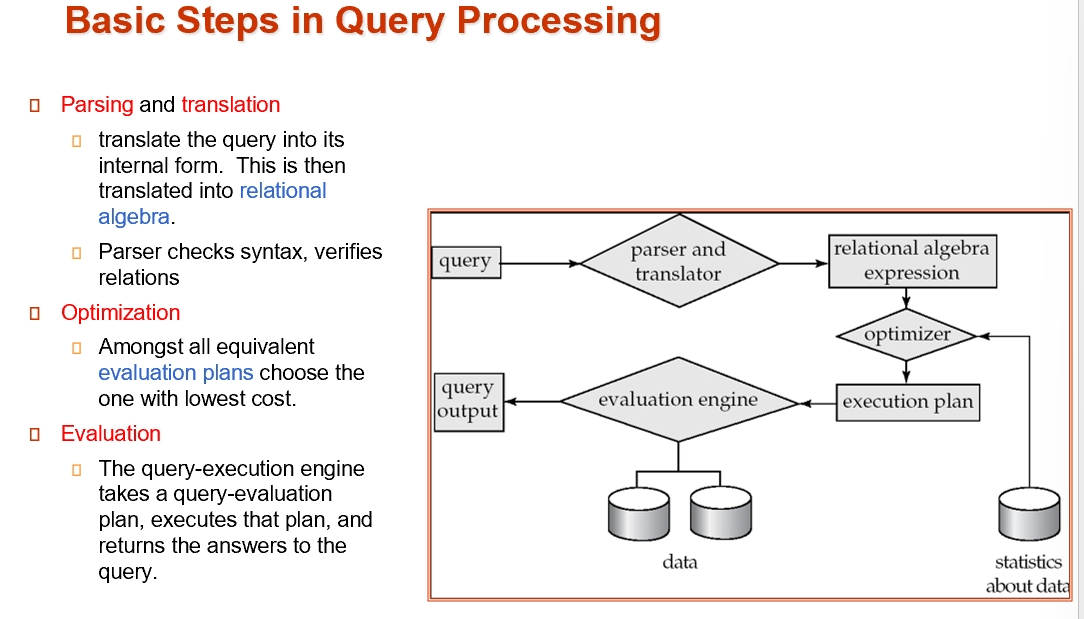 Basic Steps in Query Processing
Parsing and translation
translate the query into its
internal form. This is then
translated into relational
algebra.
Parser checks syntax, verifies
relations
Optimization
Amongst all equivalent
evaluation plans choose the
one with lowest cost.
Evaluation
The query-execution engine
takes a query-evaluation
plan, executes that plan, and
returns the answers to the
query.
query
parser and
translator
relational algebra
expression
optimizer
query
output
evaluation engine
execution plan
data
statistics
about data